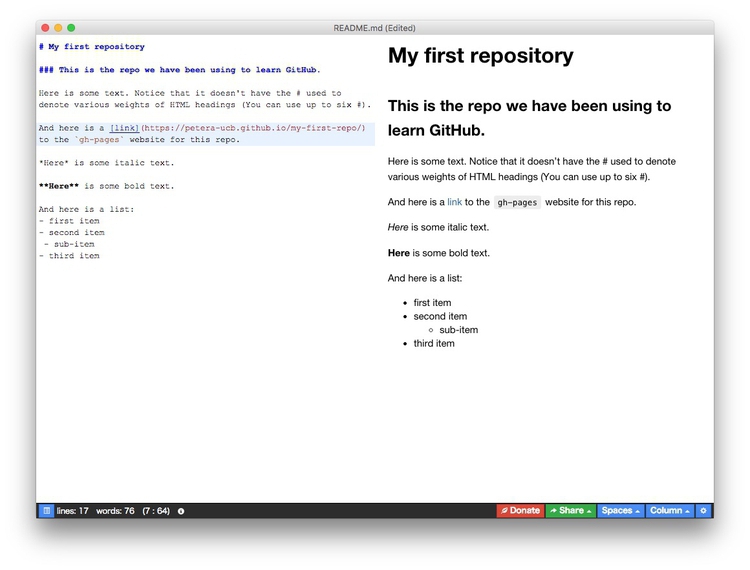 README.md (Edited)
# My first repository
### This is the repo we have been using to learn GitHub.
Here is some text. Notice that it doesn't have the # used to
denote various weights of HTML headings (You can use up to six #).
And here is a [link](https://petera-ucb.github.io/my-first-repo/)
to the `gh-pages` website for this repo.
*Here* is some italic text.
**Here** is some bold text.
And here is a list:
- first item
- second item
- sub-item
- third item
My first repository
This is the repo we have been using to
learn GitHub.
Here is some text. Notice that it doesn't have the # used to denote
various weights of HTML headings (You can use up to six #).
And here is a link to the gh-pages website for this repo.
Here is some italic text.
Here is some bold text.
And here is a list:
• first item
• second item
◦ sub-item
• third item
lines: 17 words: 76 (7 : 64) Donate Share Spaces Column